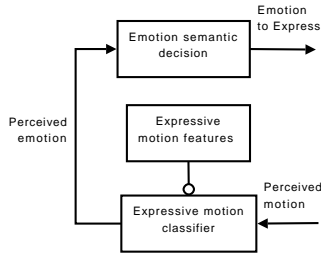 Emotion
to Express
Emotion semantic
decision
Perceived
emotion
Expressive
motion features
Perceived
motion
Expressive motion
classifier